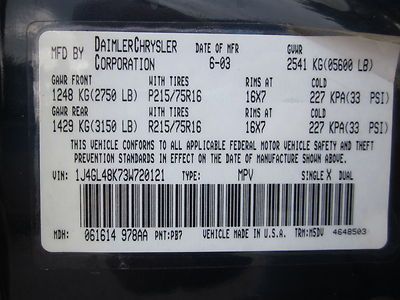 MFD BY DAIMLERCHRYSLER CORPORATION DATE OF MFR 6-03 GVWR 2541 KG(05600 LB)
GAWR FRONT WITH TIRES RIMS AT COLD
1248 KG(2750 LB) P215/75R16 16X7 227 KPA(33 PSI)
GAWR REAR WITH TIRES RIMS AT COLD
1429 KG(3150 LB) P215/75R16 16X7 227 KPA(33 PSI)
THIS VEHICLE CONFORMS TO ALL APPLICABLE FEDERAL MOTOR VEHICLE SAFETY, BUMPER, AND THEFT PREVENTION STANDARDS IN EFFECT ON THE DATE OF MANUFACTURE SHOWN ABOVE.
VIN: 1J4GL48K73W720121 TYPE: MPV SINGLE X DUAL
MDH: 061614 978AA PNT:PB7 VEHICLE MADE IN U.S.A. TRM:MSDV 4648503